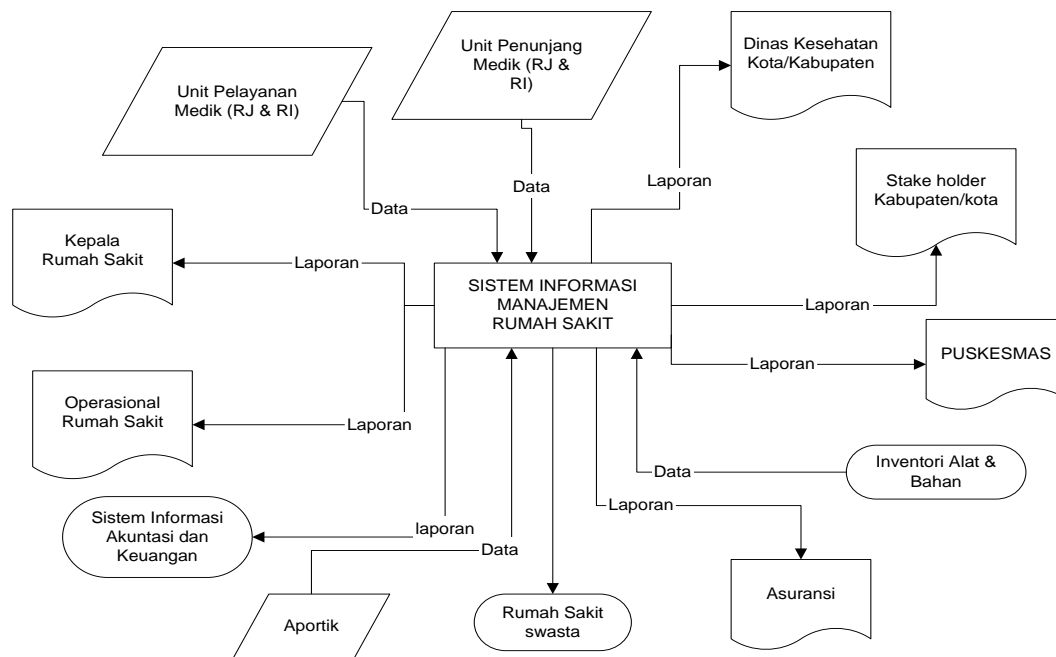 Unit Pelayanan
Medik (RJ & RI)
Unit Penunjang
Medik (RJ &
RI)
Dinas Kesehatan
Kota/Kabupaten
Data
Data
Laporan
Stake holder
Kabupaten/kota
Kepala
Rumah Sakit
Laporan
SISTEM INFORMASI
MANAJEMEN
RUMAH SAKIT
Laporan
Laporan
PUSKESMAS
Operasional
Rumah Sakit
Laporan
Data
Inventori Alat &
Bahan
Sistem Informasi
Akuntasi dan
Keuangan
laporan
Data
Laporan
Aportik
Rumah Sakit
swasta
Asuransi